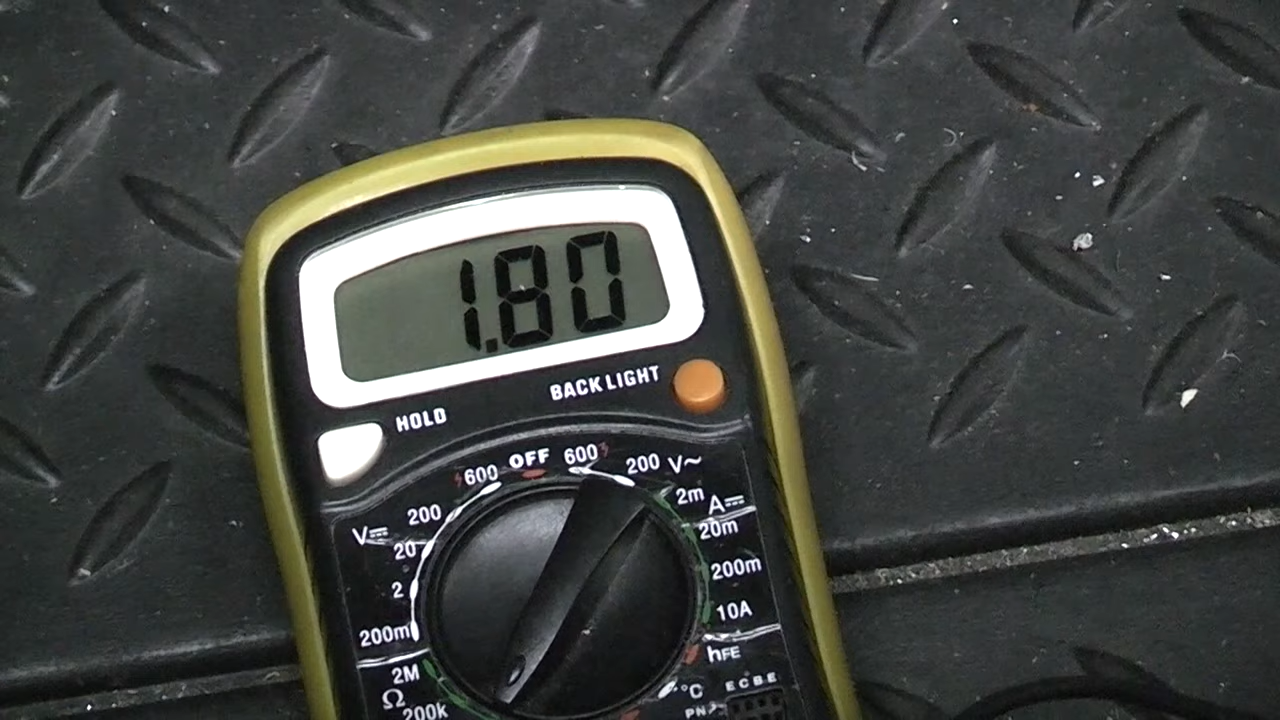 1.80
BACK LIGHT
HOLD
600 OFF 600 200 V~
200 2m A⎓
V⎓ 20 20m
2 200m
200m 10A
2M hFE
Ω °C E C B E
200k PN